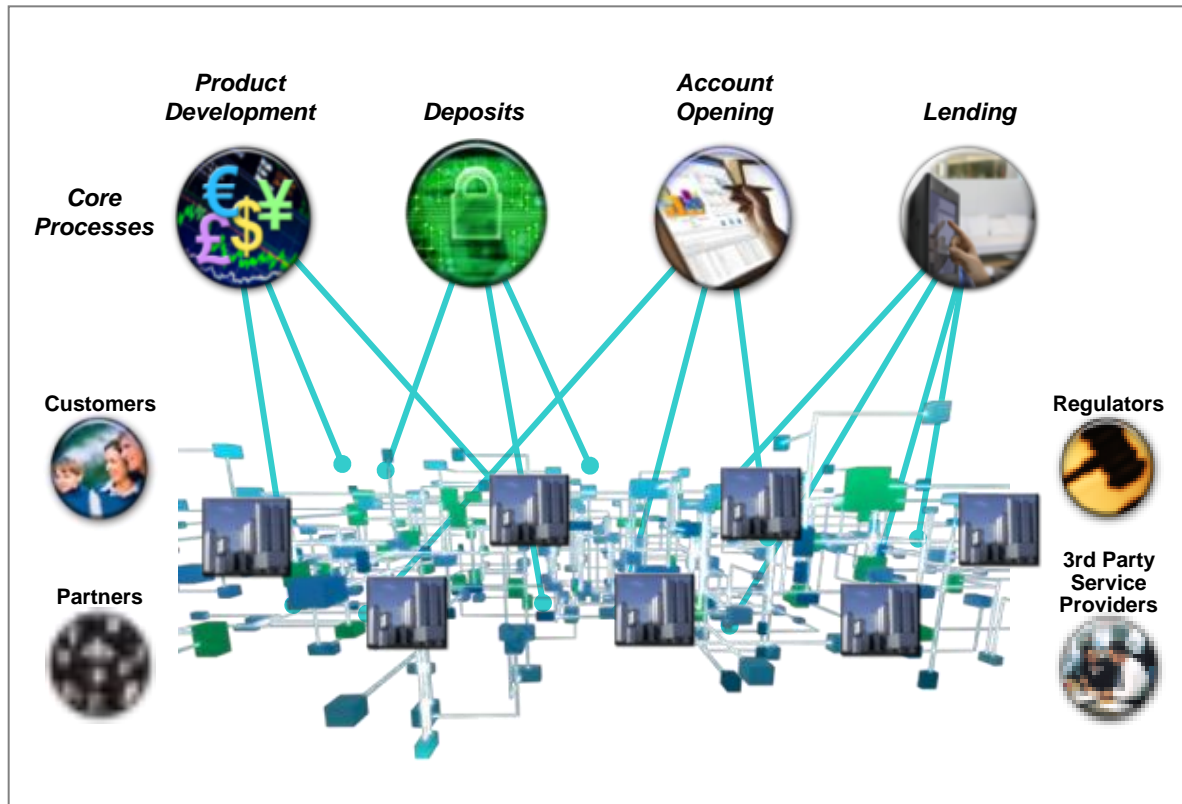 Product
Development
Deposits
Account
Opening
Lending
Core
Processes
Customers
Regulators
Partners
3rd Party
Service
Providers